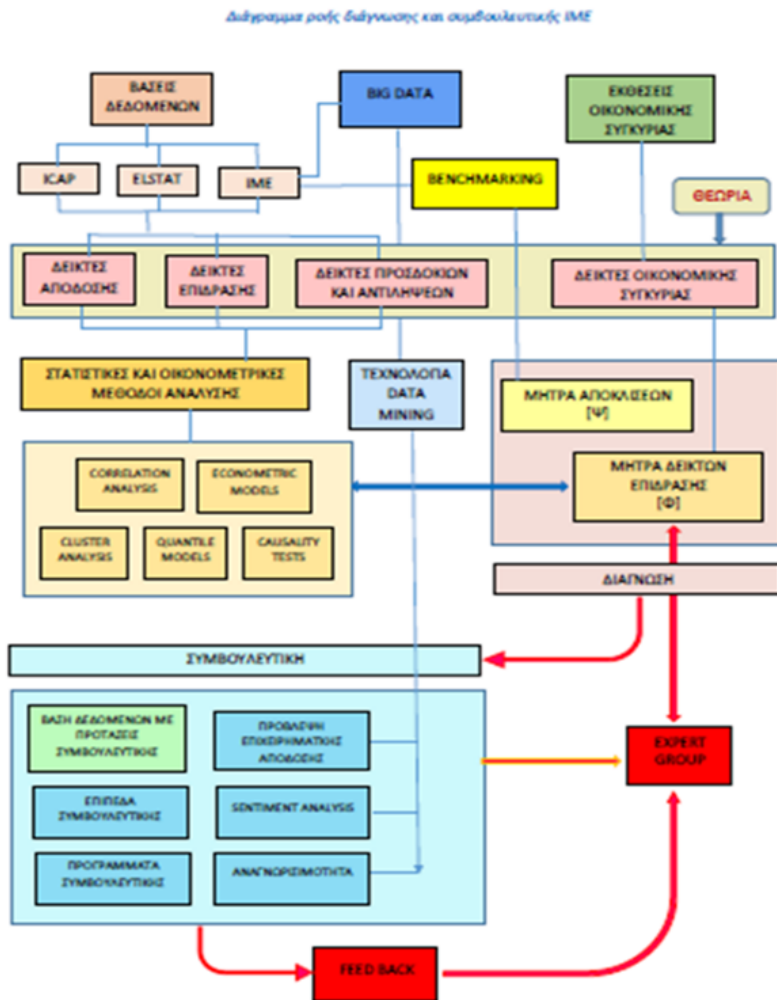 Διάγραμμα ροής διάγνωσης και συμβουλευτικής ΙΜΕ
ΒΑΣΕΙΣ
ΔΕΔΟΜΕΝΩΝ
BIG DATA
ΕΚΘΕΣΕΙΣ
ΟΙΚΟΝΟΜΙΚΗΣ
ΣΥΓΚΥΡΙΑΣ
ICAP
ELSTAT
IME
BENCHMARKING
ΘΕΩΡΙΑ
ΔΕΙΚΤΕΣ
ΑΠΟΔΟΣΗΣ
ΔΕΙΚΤΕΣ
ΕΠΙΔΡΑΣΗΣ
ΔΕΙΚΤΕΣ ΠΡΟΣΔΟΚΙΩΝ
ΚΑΙ ΑΝΤΙΛΗΨΕΩΝ
ΔΕΙΚΤΕΣ ΟΙΚΟΝΟΜΙΚΗΣ
ΣΥΓΚΥΡΙΑΣ
ΣΤΑΤΙΣΤΙΚΕΣ ΚΑΙ ΟΙΚΟΝΟΜΕΤΡΙΚΕΣ
ΜΕΘΟΔΟΙ ΑΝΑΛΥΣΗΣ
ΤΕΧΝΟΛΟΓΙΑ
DATA
MINING
ΜΗΤΡΑ ΑΠΟΚΛΙΣΕΩΝ
[Ψ]
CORRELATION
ANALYSIS
ECONOMETRIC
MODELS
ΜΗΤΡΑ ΔΕΙΚΤΩΝ
ΕΠΙΔΡΑΣΗΣ
[Φ]
CLUSTER
ANALYSIS
QUANTILE
MODELS
CAUSALITY
TESTS
ΔΙΑΓΝΩΣΗ
ΣΥΜΒΟΥΛΕΥΤΙΚΗ
ΒΑΣΗ ΔΕΔΟΜΕΝΩΝ ΜΕ
ΠΡΟΤΑΣΕΙΣ
ΣΥΜΒΟΥΛΕΥΤΙΚΗΣ
ΠΡΟΒΛΕΨΗ
ΕΠΙΧΕΙΡΗΜΑΤΙΚΗΣ
ΑΠΟΔΟΣΗΣ
EXPERT
GROUP
ΕΠΙΠΕΔΑ
ΣΥΜΒΟΥΛΕΥΤΙΚΗΣ
SENTIMENT ANALYSIS
ΠΡΟΓΡΑΜΜΑΤΑ
ΣΥΜΒΟΥΛΕΥΤΙΚΗΣ
ΑΝΑΓΝΩΡΙΣΙΜΟΤΗΤΑ
FEED BACK